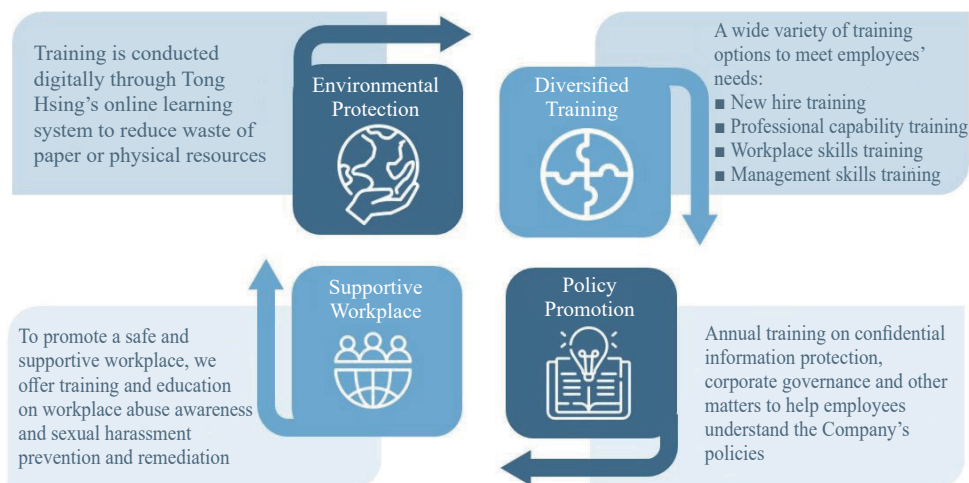 Training is conducted
digitally through Tong
Hsing’s online learning
system to reduce waste of
paper or physical resources
Environmental
Protection
Diversified
Training
A wide variety of training
options to meet employees’
needs:
■ New hire training
■ Professional capability training
■ Workplace skills training
■ Management skills training
To promote a safe and
supportive workplace, we
offer training and education
on workplace abuse awareness
and sexual harassment
prevention and remediation
Supportive
Workplace
Policy
Promotion
Annual training on confidential
information protection,
corporate governance and other
matters to help employees
understand the Company’s
policies